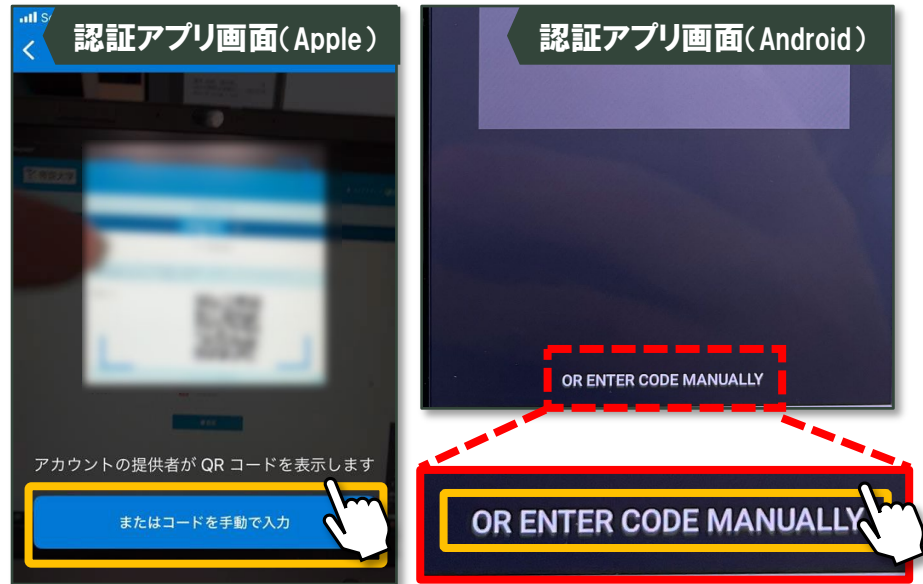 認証アプリ画面(Apple)
アカウントの提供者が QR コードを表示します
またはコードを手動で入力
認証アプリ画面(Android)
OR ENTER CODE MANUALLY
OR ENTER CODE MANUALLY